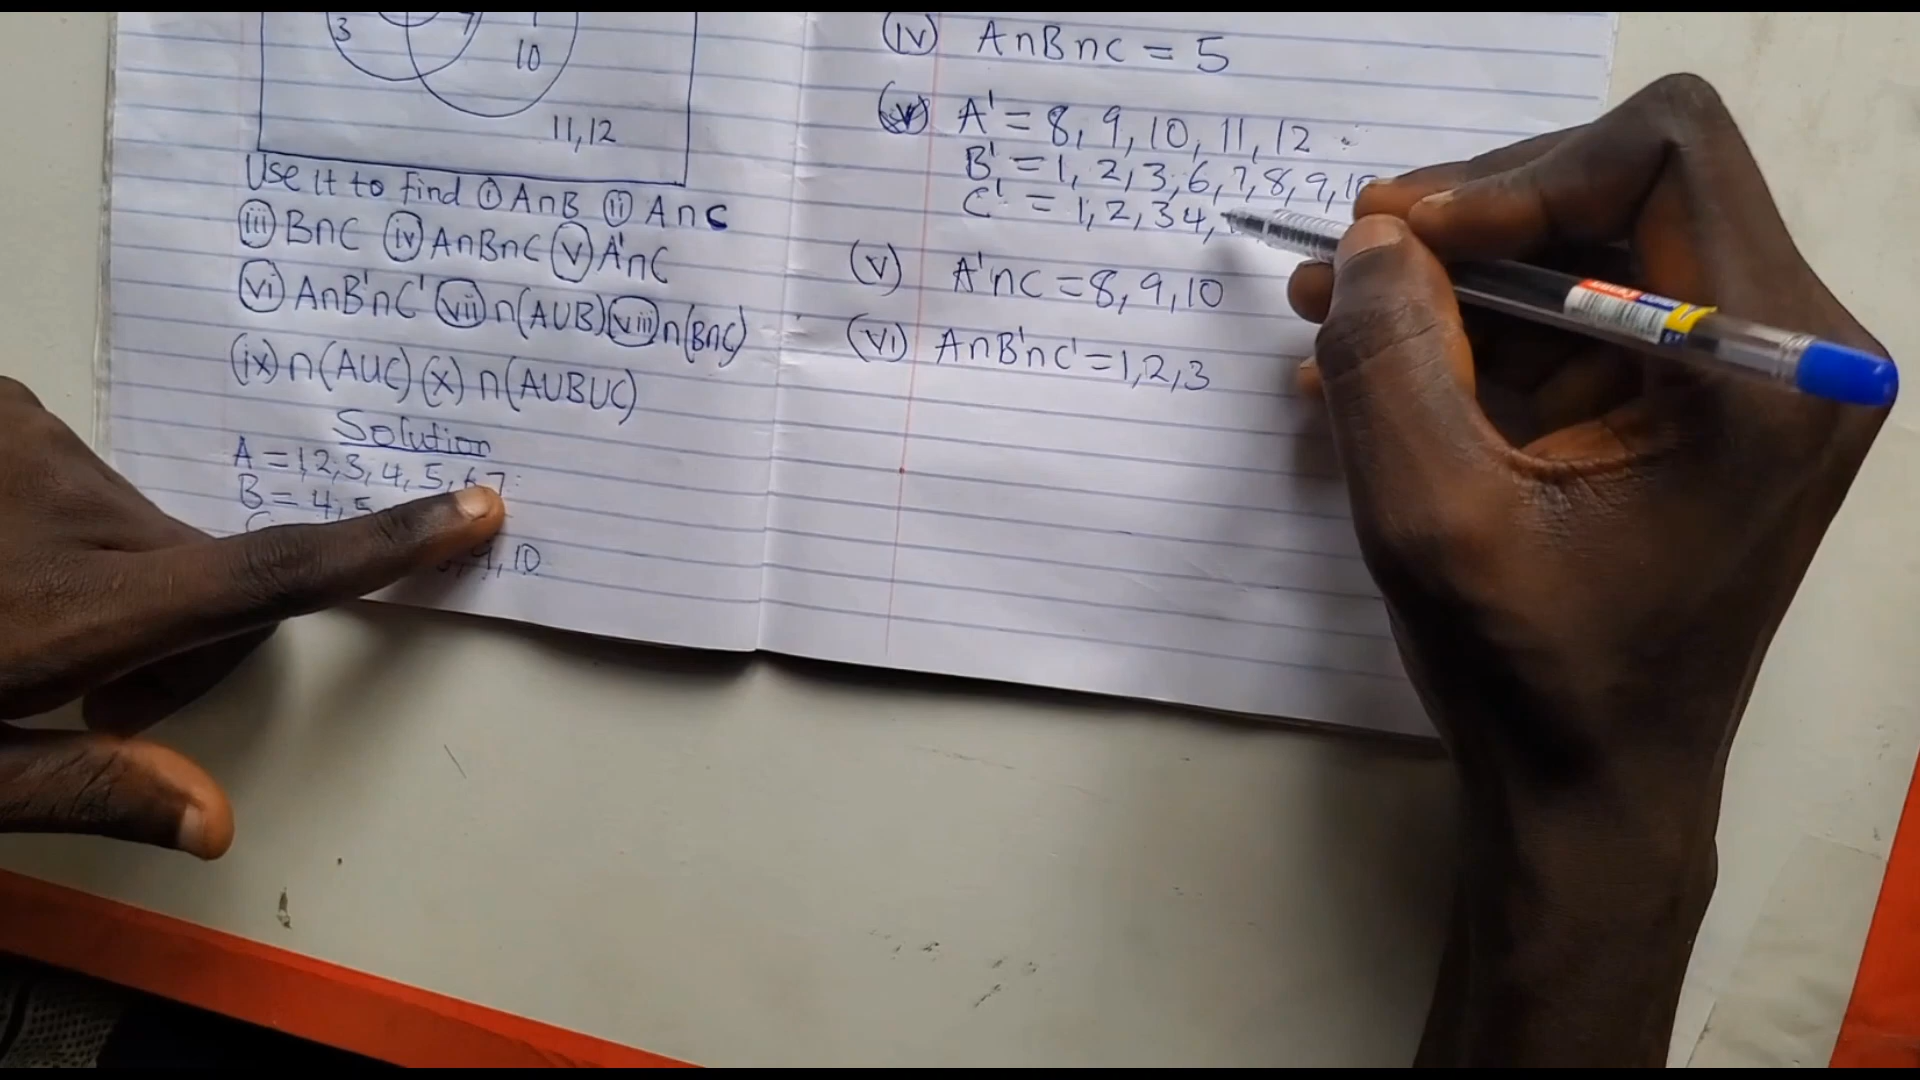 3 7
10
11,12
Use it to find (i) A∩B (ii) A∩C
(iii) B∩C (iv) A∩B∩C (v) A'∩C
(vi) A∩B'∩C' (vii) n(AUB) (viii) n(B∩C)
(ix) n(AUC) (x) n(AUBUC)
Solution
A = 1,2,3,4,5,6,7
B = 4,5
9,10
(iv) A∩B∩C = 5
(v) A' = 8, 9, 10, 11, 12
B' = 1, 2, 3, 6, 7, 8, 9, 10
C' = 1, 2, 3 4,
(v) A'∩C = 8, 9, 10
(vi) A∩B'∩C' = 1, 2, 3